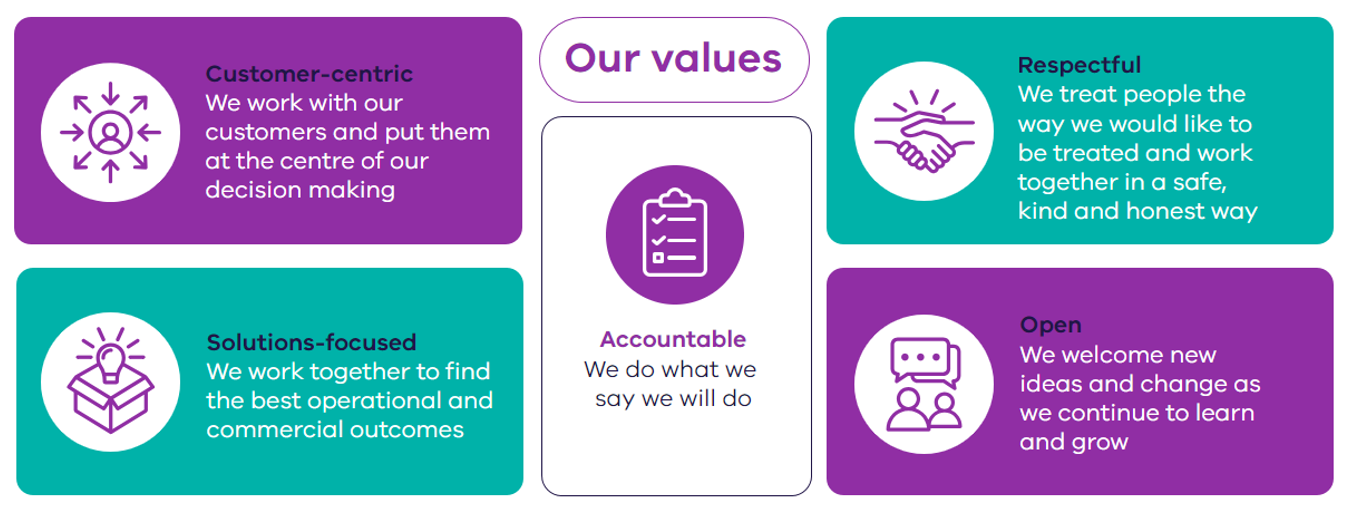 Our values
Customer-centric
We work with our
customers and put them
at the centre of our
decision making
Solutions-focused
We work together to find
the best operational and
commercial outcomes
Accountable
We do what we
say we will do
Respectful
We treat people the
way we would like to
be treated and work
together in a safe,
kind and honest way
Open
We welcome new
ideas and change as
we continue to learn
and grow